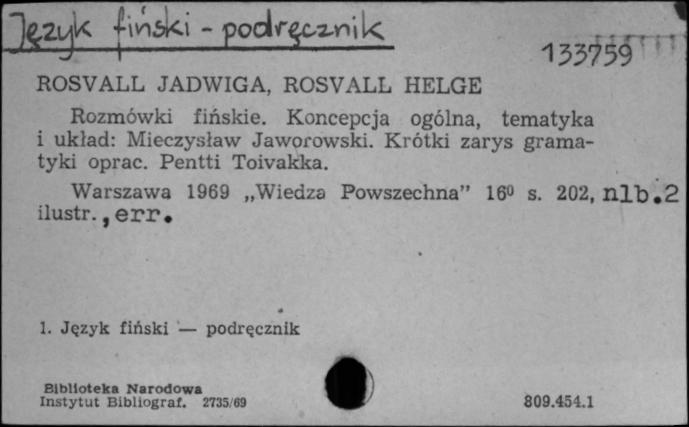 Język fiński - podręcznik
133759
ROSVALL JADWIGA, ROSVALL HELGE
Rozmówki fińskie. Koncepcja ogólna, tematyka
i układ: Mieczysław Jaworowski. Krótki zarys grama-
tyki oprac. Pentti Toivakka.
Warszawa 1969 „Wiedza Powszechna” 16⁰ s. 202, nlb.2
ilustr., err.
1. Język fiński — podręcznik
Biblioteka Narodowa
Instytut Bibliograf. 2735/69
809.454.1